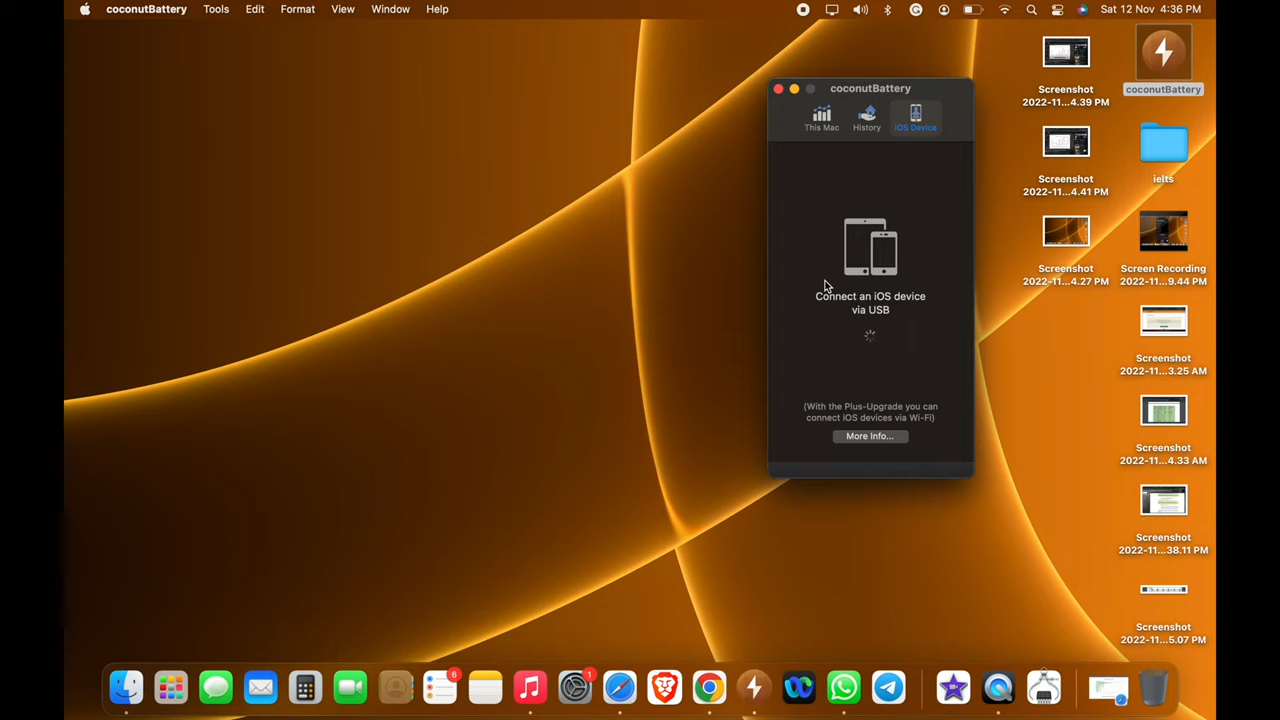 coconutBattery Tools Edit Format View Window Help Sat 12 Nov 4:36 PM
coconutBattery
This Mac History iOS Device
Connect an iOS device
via USB
(With the Plus-Upgrade you can
connect iOS devices via Wi-Fi)
More Info...
Screenshot
2022-11...4.39 PM
coconutBattery
Screenshot
2022-11...4.41 PM
ielts
Screenshot
2022-11...4.27 PM
Screen Recording
2022-11...9.44 PM
Screenshot
2022-11...3.25 AM
Screenshot
2022-11...4.33 AM
Screenshot
2022-11...38.11 PM
Screenshot
2022-11...5.07 PM
6
1